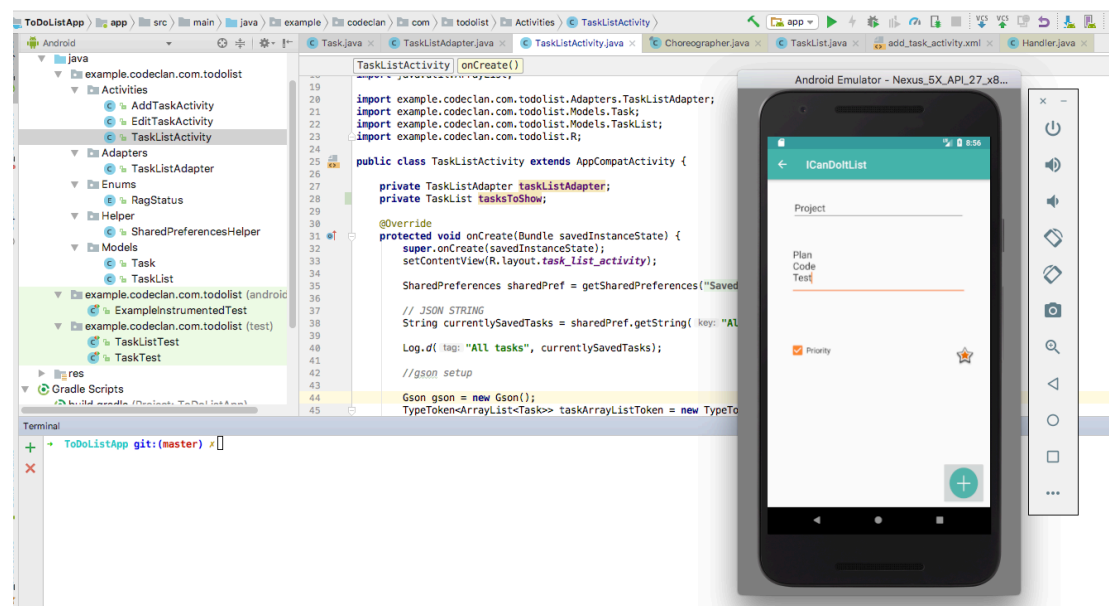 ToDoListApp app src main java example codeclan com todolist Activities TaskListActivity app
Android
Task.java TaskListAdapter.java TaskListActivity.java Choreographer.java TaskList.java add_task_activity.xml Handler.java
java
example.codeclan.com.todolist
Activities
AddTaskActivity
EditTaskActivity
TaskListActivity
Adapters
TaskListAdapter
Enums
RagStatus
Helper
SharedPreferencesHelper
Models
Task
TaskList
example.codeclan.com.todolist (androic
ExampleInstrumentedTest
example.codeclan.com.todolist (test)
TaskListTest
TaskTest
res
Gradle Scripts
TaskListActivity onCreate()
19
20 import example.codeclan.com.todolist.Adapters.TaskListAdapter;
21 import example.codeclan.com.todolist.Models.Task;
22 import example.codeclan.com.todolist.Models.TaskList;
23 import example.codeclan.com.todolist.R;
24
25 public class TaskListActivity extends AppCompatActivity {
26
27 private TaskListAdapter taskListAdapter;
28 private TaskList tasksToShow;
29
30 @Override
31 protected void onCreate(Bundle savedInstanceState) {
32 super.onCreate(savedInstanceState);
33 setContentView(R.layout.task_list_activity);
34
35 SharedPreferences sharedPref = getSharedPreferences("Saved
36
37 // JSON STRING
38 String currentlySavedTasks = sharedPref.getString( key: "Al
39
40 Log.d( tag: "All tasks", currentlySavedTasks);
41
42 //gson setup
43
44 Gson gson = new Gson();
45 TypeToken<ArrayList<Task>> taskArrayListToken = new TypeTo
Terminal
ToDoListApp git:(master) ✗
Android Emulator - Nexus_5X_API_27_x8...
8:56
ICanDoItList
Project
Plan
Code
Test
Priority